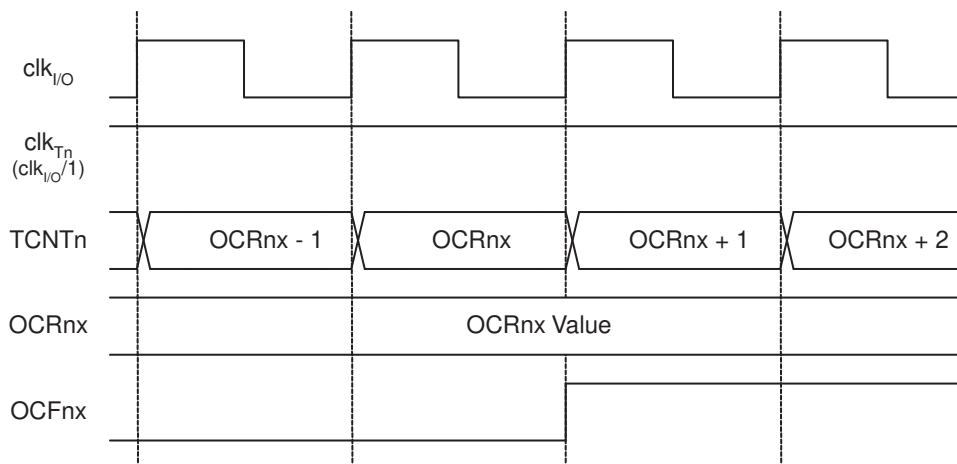 clkI/O
clkTn
(clkI/O/1)
TCNTn OCRnx - 1 OCRnx OCRnx + 1 OCRnx + 2
OCRnx OCRnx Value
OCFnx